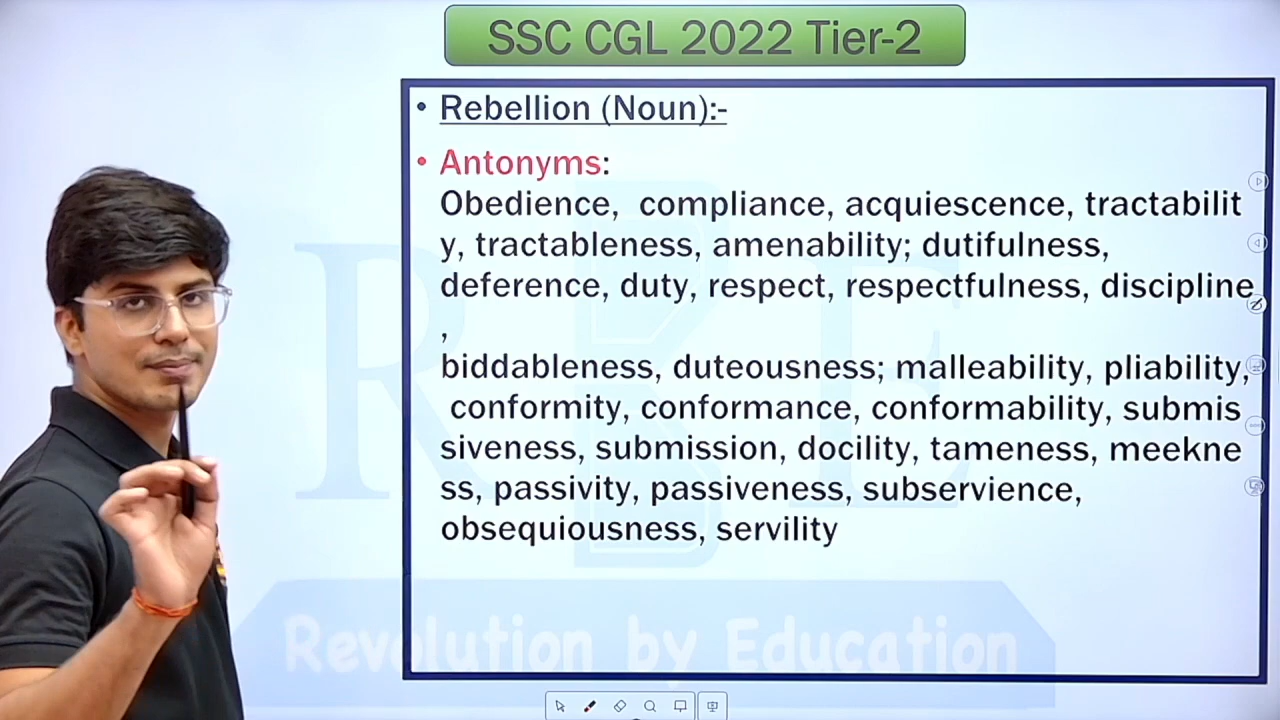 SSC CGL 2022 Tier-2
• Rebellion (Noun):-
• Antonyms:
Obedience, compliance, acquiescence, tractabilit
y, tractableness, amenability; dutifulness,
deference, duty, respect, respectfulness, discipline
,
biddableness, duteousness; malleability, pliability,
conformity, conformance, conformability, submis
siveness, submission, docility, tameness, meekne
ss, passivity, passiveness, subservience,
obsequiousness, servility
RBE
Revolution by Education